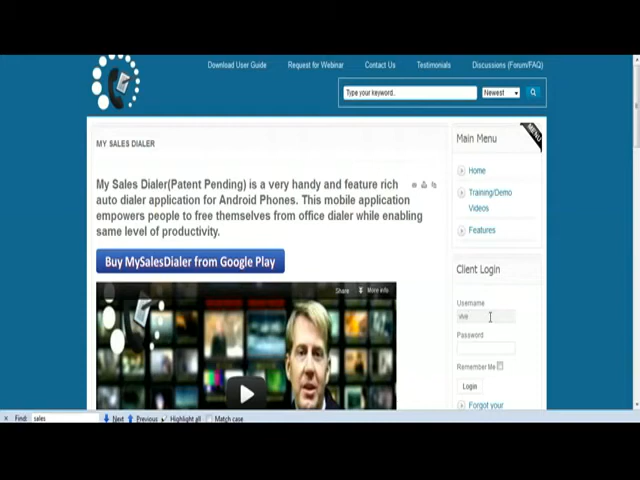 Download User Guide
Request for Webinar
Contact Us
Testimonials
Discussions (Forum/FAQ)
Type your keyword..
Newest
MENU
MY SALES DIALER
Main Menu
Home
Training/Demo
Videos
Features
My Sales Dialer(Patent Pending) is a very handy and feature rich
auto dialer application for Android Phones. This mobile application
empowers people to free themselves from office dialer while enabling
same level of productivity.
Buy MySalesDialer from Google Play
Share
More info
Client Login
Username
vive
Password
Remember Me
Login
Forgot your
x Find: sales
Next
Previous
Highlight all
Match case